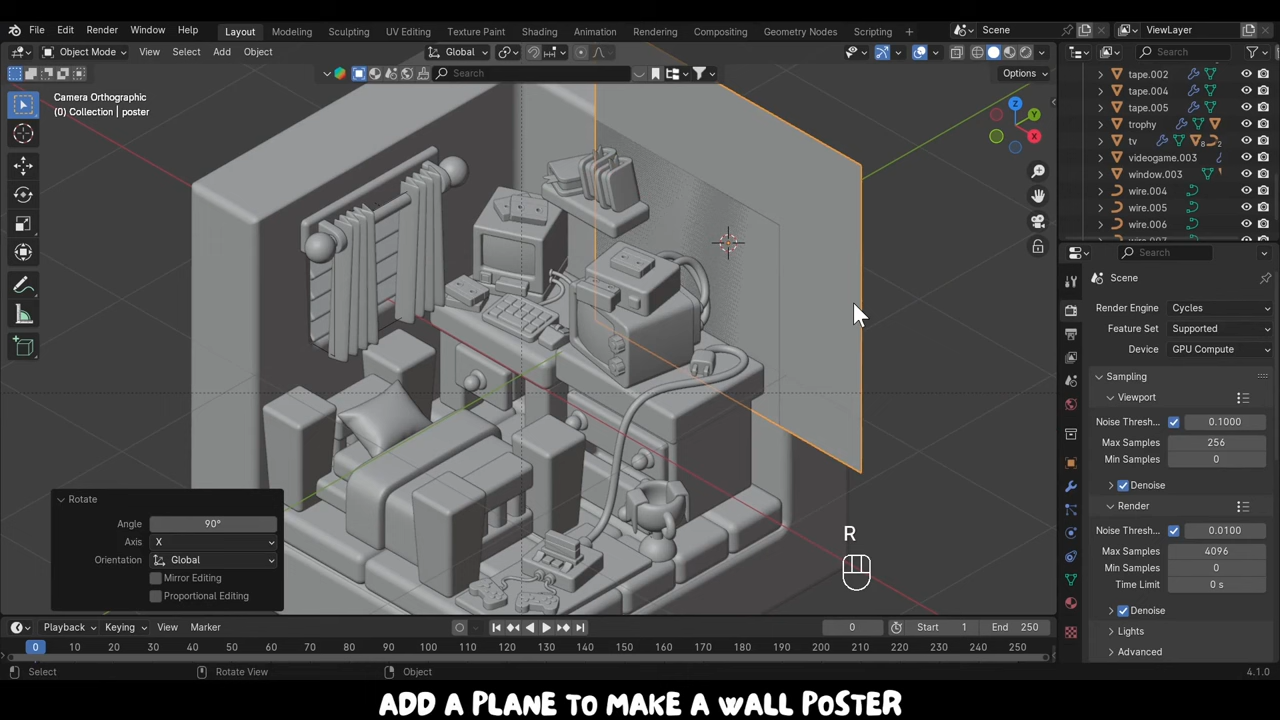 File Edit Render Window Help Layout Modeling Sculpting UV Editing Texture Paint Shading Animation Rendering Compositing Geometry Nodes Scripting + Scene ViewLayer
Object Mode View Select Add Object Global Search
Search Options
Camera Orthographic
(0) Collection | poster
Z
Y
X
tape.002
tape.004
tape.005
trophy
tv 8 2
videogame.003
window.003
wire.004
wire.005
wire.006
Search
Scene
Render Engine Cycles
Feature Set Supported
Device GPU Compute
Sampling
Viewport
Noise Thresh... 0.1000
Max Samples 256
Min Samples 0
Denoise
Render
Noise Thresh... 0.0100
Max Samples 4096
Min Samples 0
Time Limit 0 s
Denoise
Lights
Advanced
Rotate
Angle 90°
Axis X
Orientation Global
Mirror Editing
Proportional Editing
R
Playback Keying View Marker 0 Start 1 End 250
0 10 20 30 40 50 60 70 80 90 100 110 120 130 140 150 160 170 180 190 200 210 220 230 240 250
Select Rotate View Object 4.1.0
ADD A PLANE TO MAKE A WALL POSTER